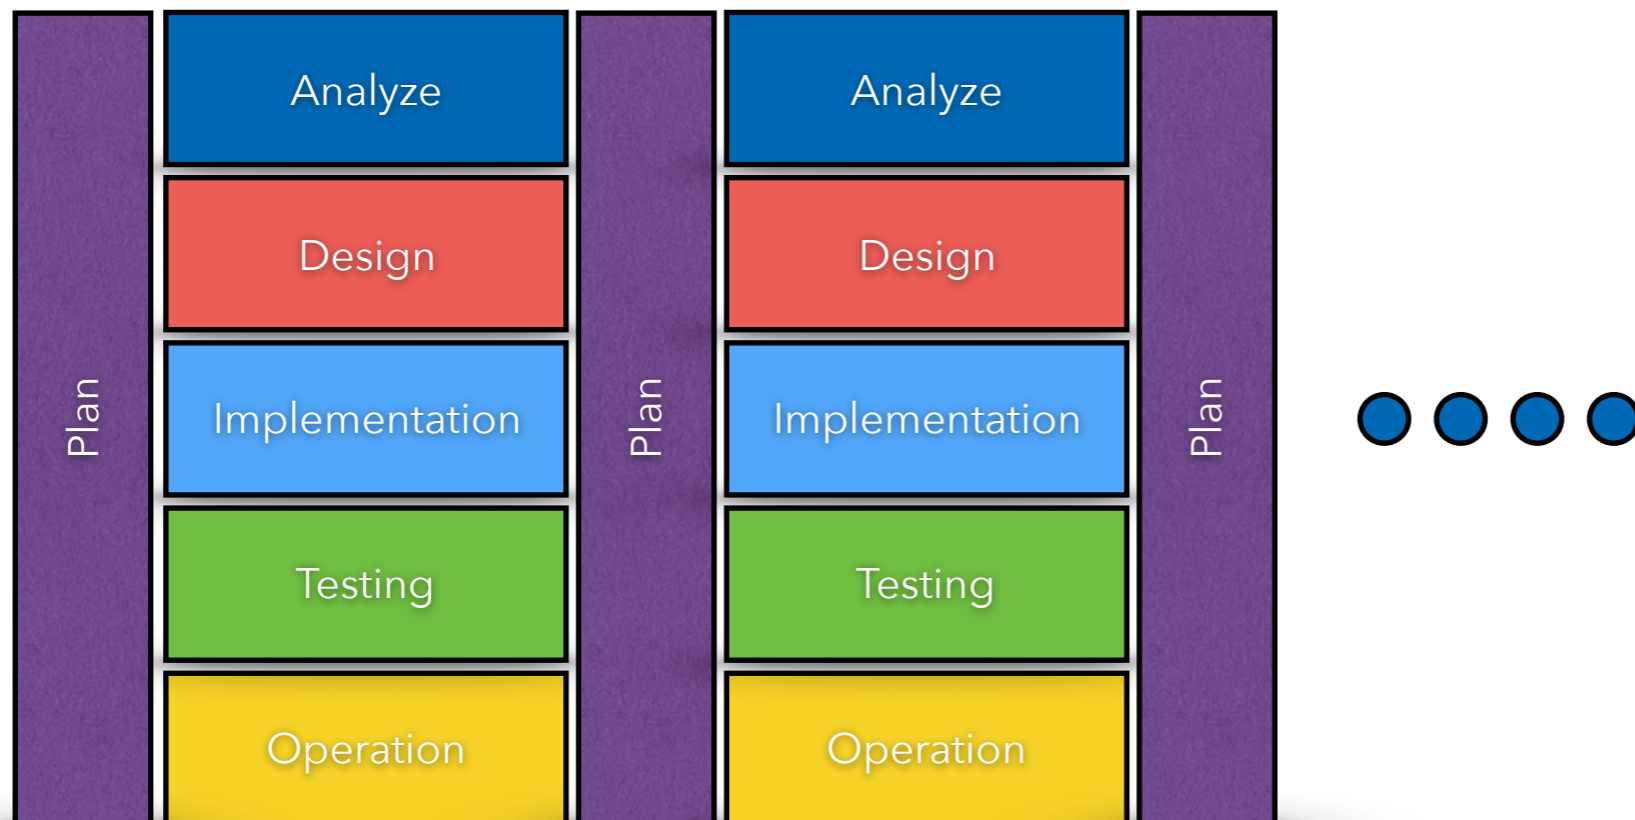 Plan
Analyze
Design
Implementation
Testing
Operation
Plan
Analyze
Design
Implementation
Testing
Operation
Plan